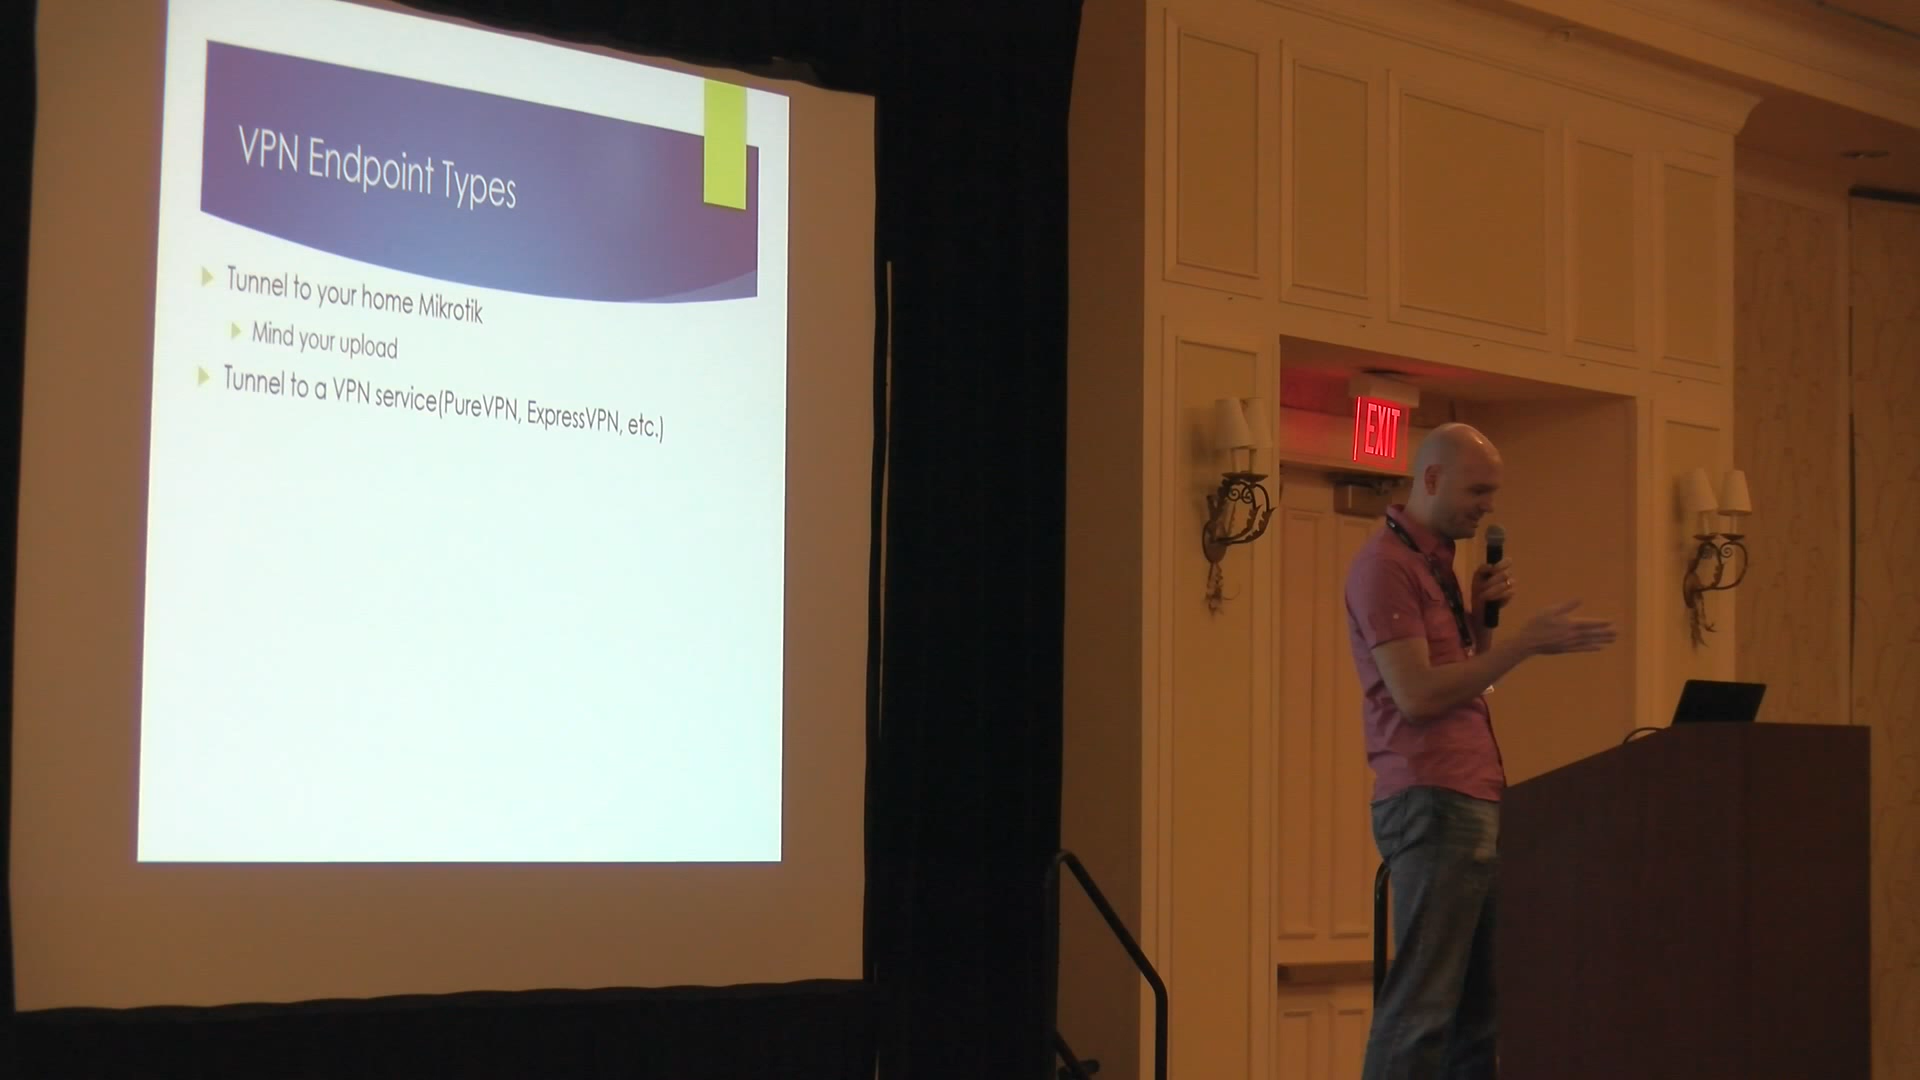 VPN Endpoint Types
Tunnel to your home Mikrotik
Mind your upload
Tunnel to a VPN service(PureVPN, ExpressVPN, etc.)
EXIT